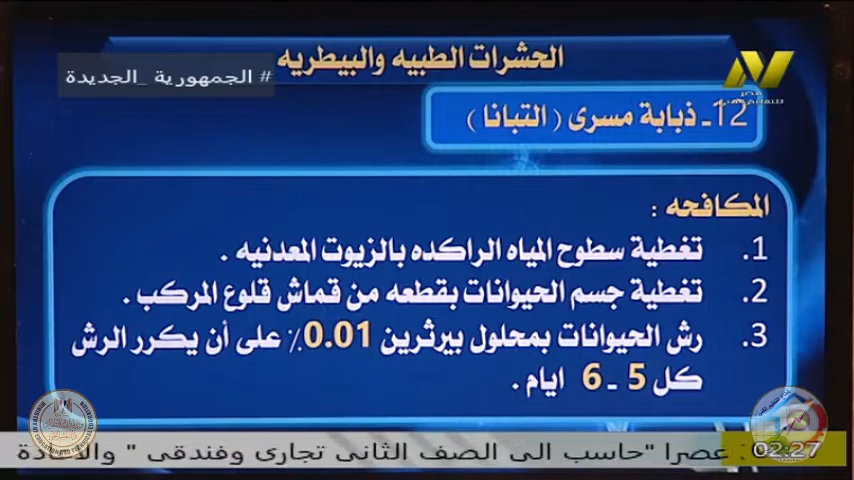 الحشرات الطبيه والبيطريه
# الجمهورية _الجديدة
12ـ ذبابة مسرى ( التبانا )
المكافحه :
1. تغطية سطوح المياه الراكده بالزيوت المعدنيه .
2. تغطية جسم الحيوانات بقطعه من قماش قلوع المركب .
3. رش الحيوانات بمحلول بيرثرين 0.01٪ على أن يكرر الرش
كل 5 ـ 6 ايام .
عصرا "حاسب الى الصف الثانى تجارى وفندقى "
02:27